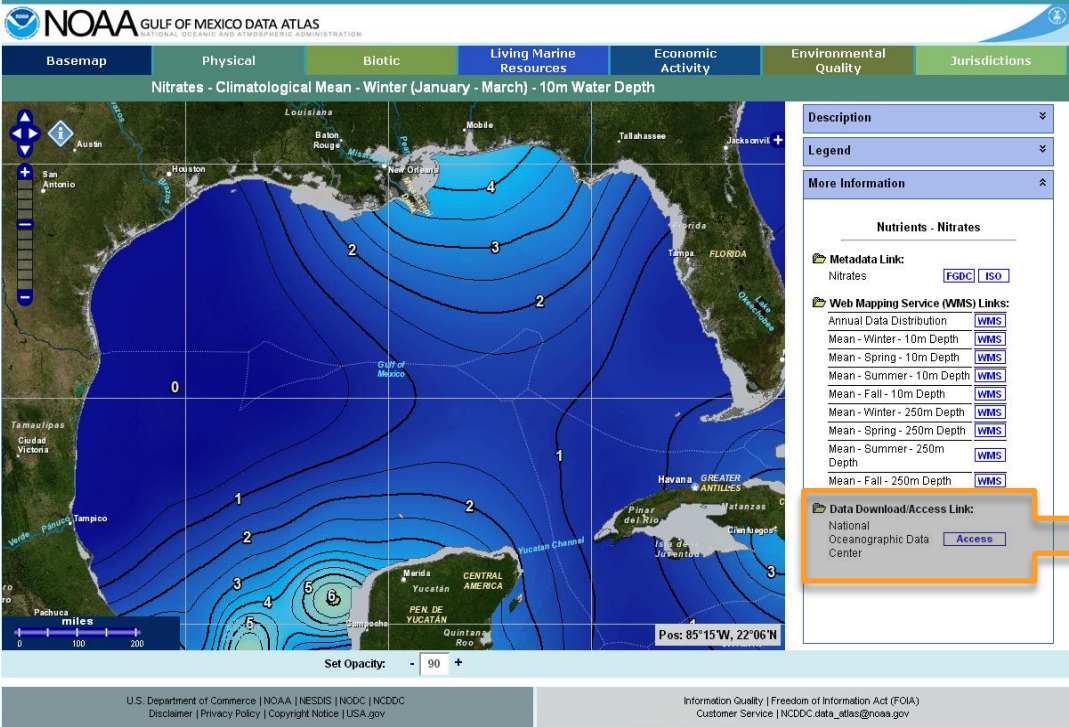 NOAA GULF OF MEXICO DATA ATLAS
NATIONAL OCEANIC AND ATMOSPHERIC ADMINISTRATION
Basemap
Physical
Biotic
Living Marine
Resources
Economic
Activity
Environmental
Quality
Jurisdictions
Nitrates - Climatological Mean - Winter (January - March) - 10m Water Depth
Louisiana
Mobile
Baton
Rouge
Tallahassee
Jacksonvil
Austin
New Orleans
Houston
San
Antonio
4
Florida
2
3
Tampa
FLORIDA
Lake
Okeechobee
2
Gulf of
Mexico
0
Tamaulipas
Ciudad
Victoria
1
Havana
GREATER
ANTILLES
1
2
Pinar
del Rio
Matanzas
Tampico
Verde
Panuco
Cienfuegos
2
Yucatan Channel
Isla de la
Juventud
3
3
4
5
6
5
Merida
Yucatán
CENTRAL
AMERICA
PEN. DE
YUCATÁN
Campeche
Quintana
Roo
Pachuca
miles
0 100 200
Pos: 85°15'W, 22°06'N
Set Opacity: - 90 +
Description
Legend
More Information
Nutrients - Nitrates
Metadata Link:
Nitrates FGDC ISO
Web Mapping Service (WMS) Links:
Annual Data Distribution WMS
Mean - Winter - 10m Depth WMS
Mean - Spring - 10m Depth WMS
Mean - Summer - 10m Depth WMS
Mean - Fall - 10m Depth WMS
Mean - Winter - 250m Depth WMS
Mean - Spring - 250m Depth WMS
Mean - Summer - 250m
Depth WMS
Mean - Fall - 250m Depth WMS
Data Download/Access Link:
National
Oceanographic Data Access
Center
U.S. Department of Commerce | NOAA | NESDIS | NODC | NCDDC
Disclaimer | Privacy Policy | Copyright Notice | USA.gov
Information Quality | Freedom of Information Act (FOIA)
Customer Service | NCDDC.data_atlas@noaa.gov